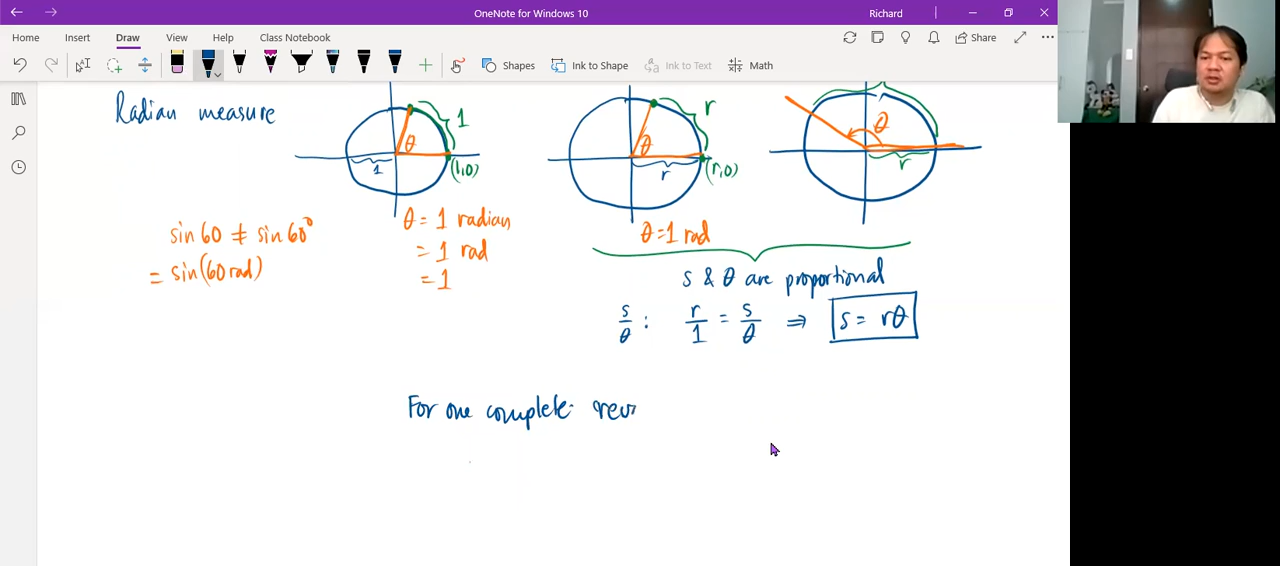 OneNote for Windows 10
Richard
Home Insert Draw View Help Class Notebook
Share
Shapes
Ink to Shape
Ink to Text
Math
Radian measure
1
θ
1
(1,0)
r
θ
r
(r,0)
θ
r
sin 60 ≠ sin 60°
= sin(60 rad)
θ = 1 radian
= 1 rad
= 1
θ = 1 rad
s & θ are proportional
s/θ : r/1 = s/θ ⇒ s = rθ
For one complete rev